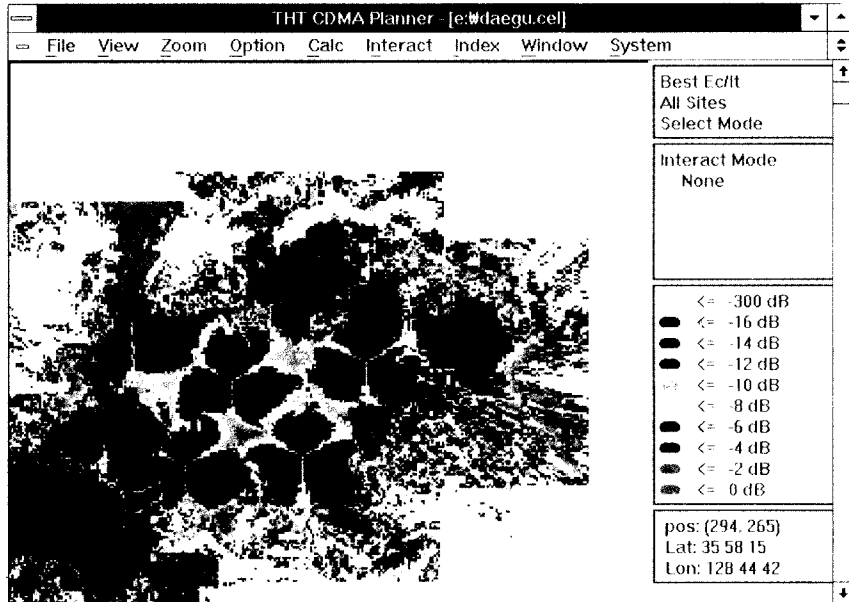 THT CDMA Planner - [e:₩daegu.cel]
File View Zoom Option Calc Interact Index Window System
Best Ec/It
All Sites
Select Mode
Interact Mode
None
<= -300 dB
<= -16 dB
<= -14 dB
<= -12 dB
<= -10 dB
<= -8 dB
<= -6 dB
<= -4 dB
<= -2 dB
<= 0 dB
pos: (294, 265)
Lat: 35 58 15
Lon: 128 44 42